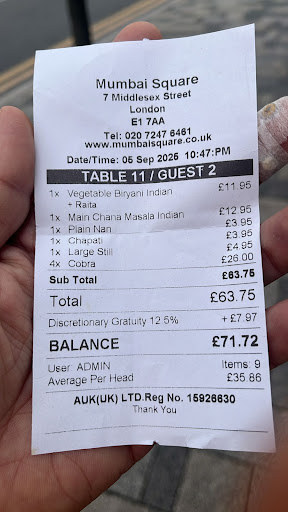 Mumbai Square
7 Middlesex Street
London
E1 7AA
Tel: 020 7247 6461
www.mumbaisquare.co.uk
Date/Time: 05 Sep 2025 10:47:PM
TABLE 11 / GUEST 2
1x Vegetable Biryani Indian £11.95
+ Raita
1x Main Chana Masala Indian £12.95
1x Plain Nan £3.95
1x Chapati £3.95
1x Large Still £4.95
4x Cobra £26.00
Sub Total £63.75
Total £63.75
Discretionary Gratuity 12.5% + £7.97
BALANCE £71.72
User: ADMIN Items: 9
Average Per Head £35.86
AUK(UK) LTD.Reg No. 15926630
Thank You